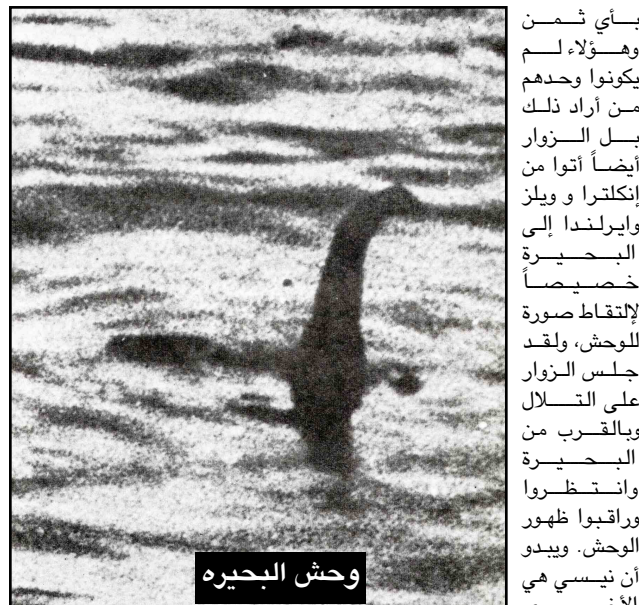 بأي ثمن
وهؤلاء لم
يكونوا وحدهم
من أراد ذلك
بل الزوار
أيضاً أتوا من
إنكلترا و ويلز
وايرلندا إلى
البحيرة
خصيصاً
لإلتقاط صورة
للوحش، ولقد
جلس الزوار
على التلال
وبالقرب من
البحيرة
وانتظروا
وراقبوا ظهور
الوحش. ويبدو
أن نيسي هي
وحش البحيره